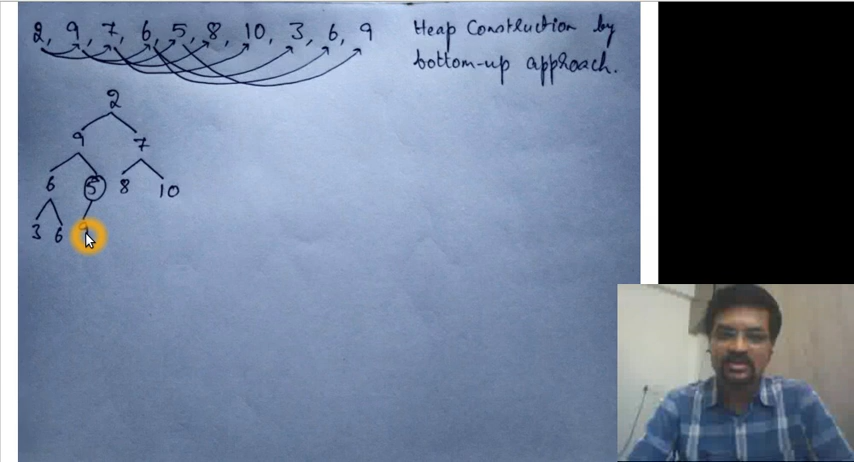 2, 9, 7, 6, 5, 8, 10, 3, 6, 9
Heap Construction by
bottom-up approach.
2
9 7
6 5 8 10
3 6 9